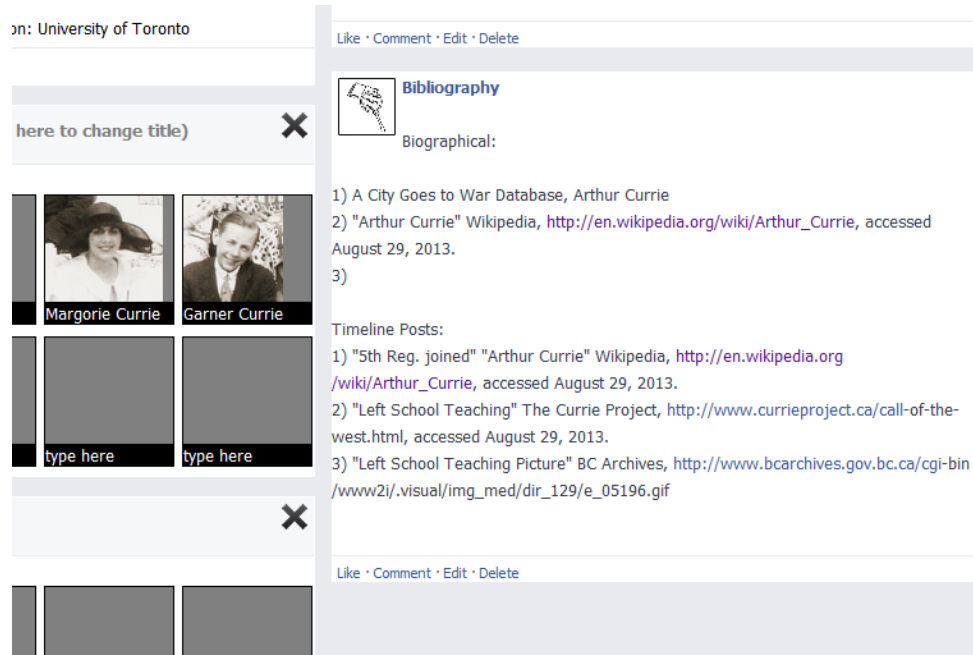 on: University of Toronto
here to change title)
Margorie Currie
Garner Currie
type here
type here
Like · Comment · Edit · Delete
Bibliography
Biographical:
1) A City Goes to War Database, Arthur Currie
2) "Arthur Currie" Wikipedia, http://en.wikipedia.org/wiki/Arthur_Currie, accessed
August 29, 2013.
3)
Timeline Posts:
1) "5th Reg. joined" "Arthur Currie" Wikipedia, http://en.wikipedia.org
/wiki/Arthur_Currie, accessed August 29, 2013.
2) "Left School Teaching" The Currie Project, http://www.currieproject.ca/call-of-the-
west.html, accessed August 29, 2013.
3) "Left School Teaching Picture" BC Archives, http://www.bcarchives.gov.bc.ca/cgi-bin
/www2i/.visual/img_med/dir_129/e_05196.gif
Like · Comment · Edit · Delete